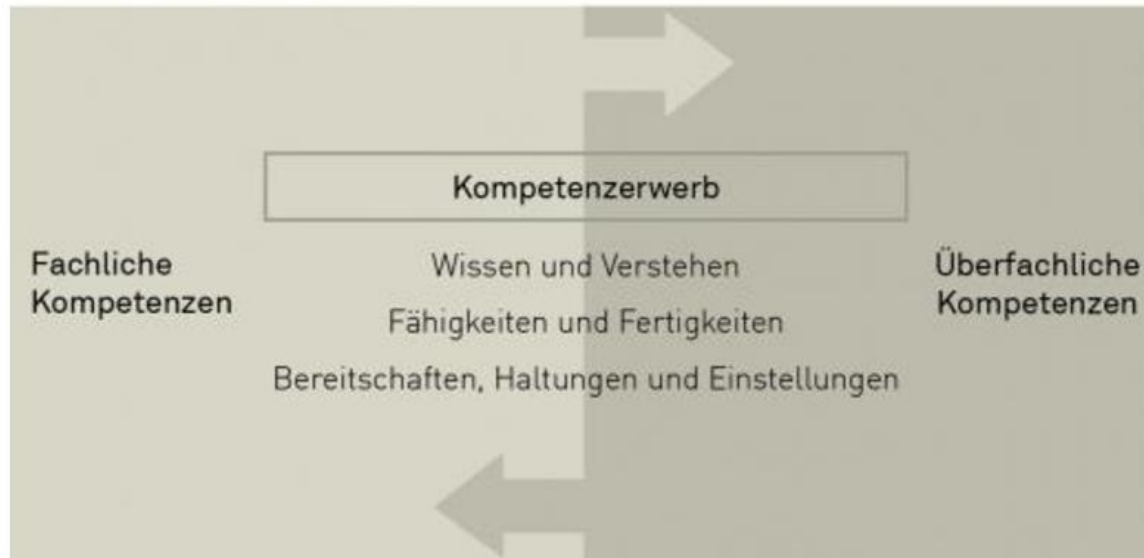 Kompetenzerwerb
Fachliche
Kompetenzen
Wissen und Verstehen
Fähigkeiten und Fertigkeiten
Bereitschaften, Haltungen und Einstellungen
Überfachliche
Kompetenzen